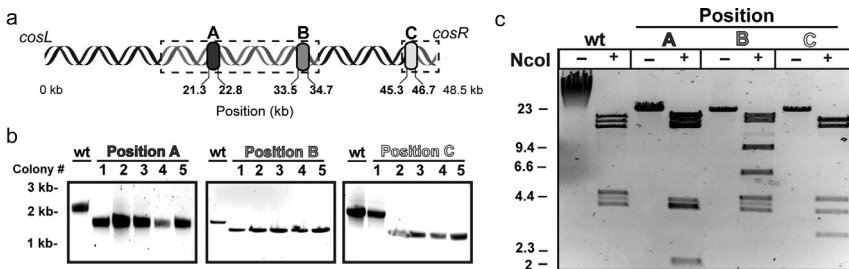 a
A B C
cosL cosR
0 kb 21.3 22.8 33.5 34.7 45.3 46.7 48.5 kb
Position (kb)
b
wt Position A wt Position B wt Position C
Colony # 1 2 3 4 5 1 2 3 4 5 1 2 3 4 5
3 kb-
2 kb-
1 kb-
c
Position
wt A B C
NcoI − + − + − + − +
23 –
9.4 –
6.6 –
4.4 –
2.3 –
2 –